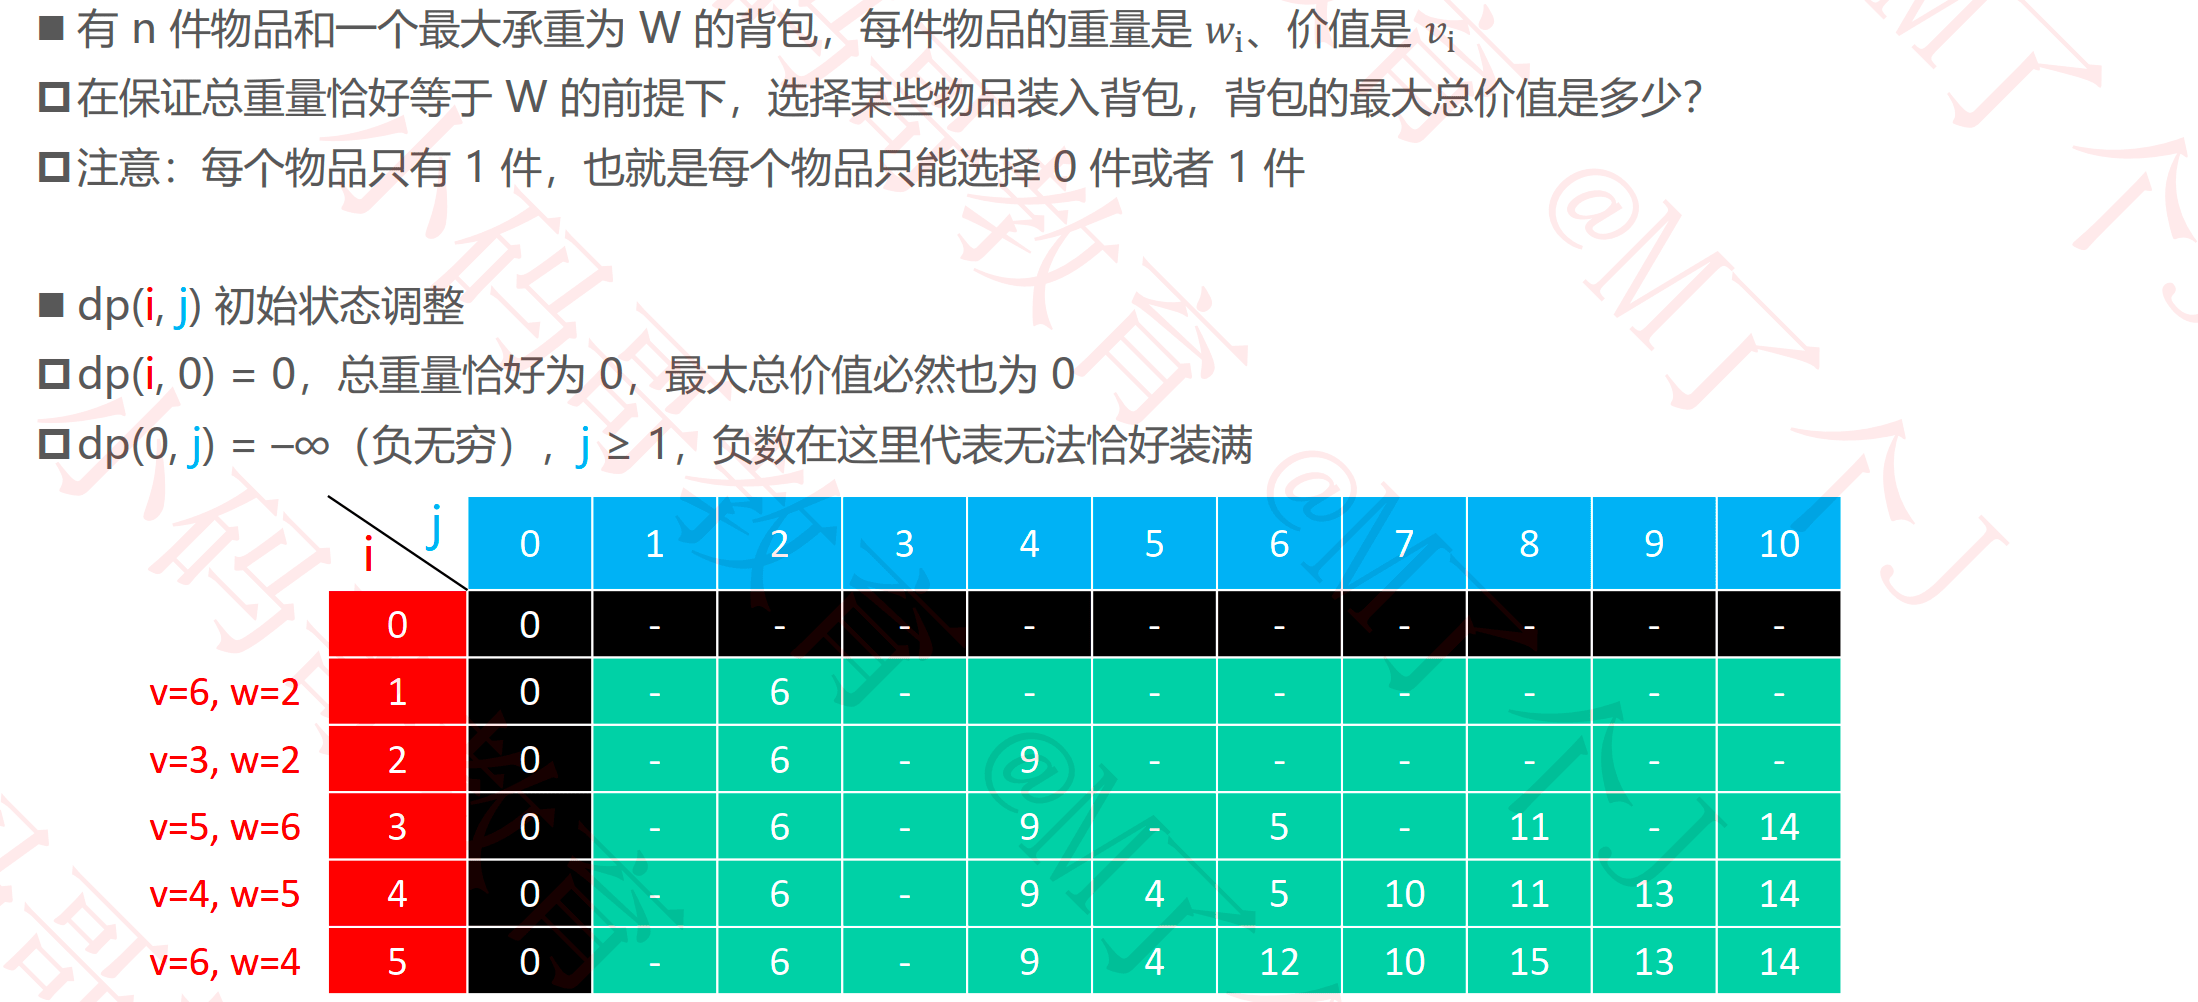 有 n 件物品和一个最大承重为 W 的背包，每件物品的重量是 wi、价值是 vi
在保证总重量恰好等于 W 的前提下，选择某些物品装入背包，背包的最大总价值是多少？
注意：每个物品只有 1 件，也就是每个物品只能选择 0 件或者 1 件
dp(i, j) 初始状态调整
dp(i, 0) = 0，总重量恰好为 0，最大总价值必然也为 0
dp(0, j) = –∞（负无穷），j ≥ 1，负数在这里代表无法恰好装满
i j 0 1 2 3 4 5 6 7 8 9 10
0 0 - - - - - - - - - -
v=6, w=2 1 0 - 6 - - - - - - - -
v=3, w=2 2 0 - 6 - 9 - - - - - -
v=5, w=6 3 0 - 6 - 9 - 5 - 11 - 14
v=4, w=5 4 0 - 6 - 9 4 5 10 11 13 14
v=6, w=4 5 0 - 6 - 9 4 12 10 15 13 14
小码哥教育 @M了个J
小码哥教育 @M了个J